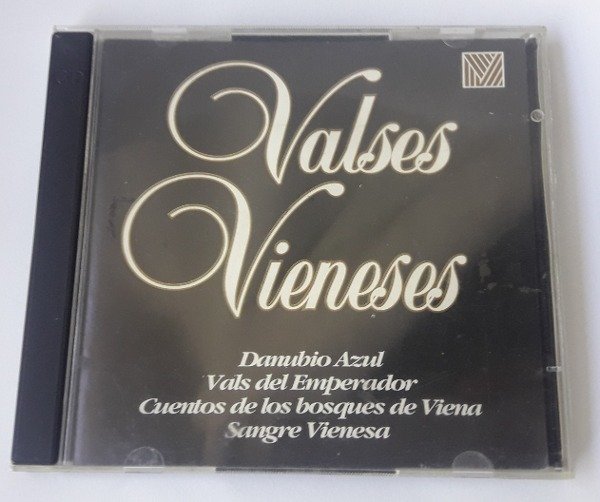 Valses
Vieneses
Danubio Azul
Vals del Emperador
Cuentos de los bosques de Viena
Sangre Vienesa